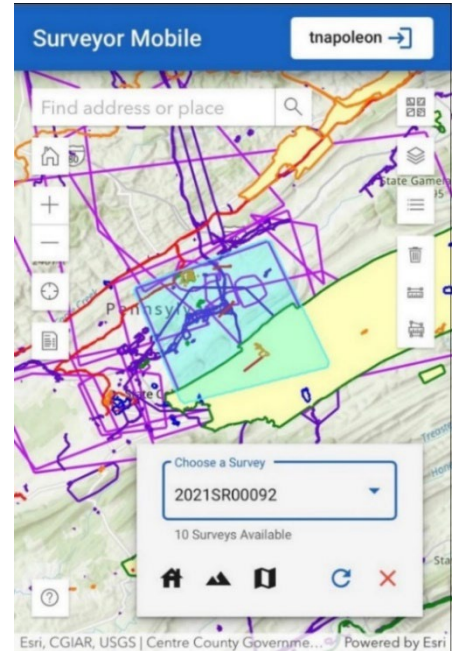 Surveyor Mobile
tnapoleon
Find address or place
State Game
Pennsylv
Choose a Survey
2021SR00092
10 Surveys Available
Esri, CGIAR, USGS | Centre County Governme... Powered by Esri